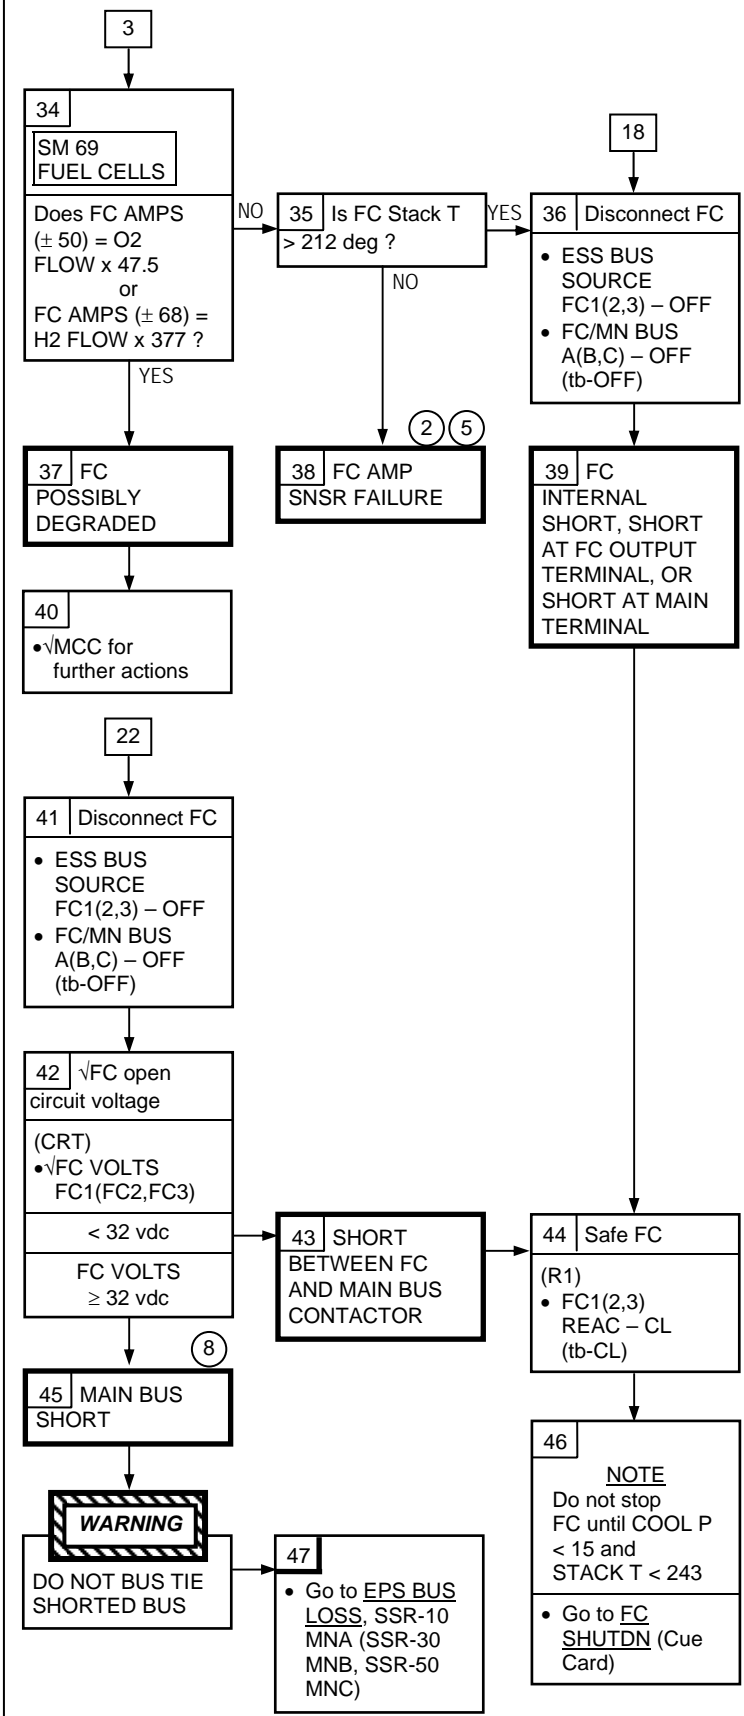 3
34
SM 69
FUEL CELLS
Does FC AMPS
(± 50) = O2
FLOW x 47.5
or
FC AMPS (± 68) =
H2 FLOW x 377 ?
NO
35 Is FC Stack T
> 212 deg ?
YES
NO
18
36 Disconnect FC
• ESS BUS
SOURCE
FC1(2,3) – OFF
• FC/MN BUS
A(B,C) – OFF
(tb-OFF)
YES
37 FC
POSSIBLY
DEGRADED
2 5
38 FC AMP
SNSR FAILURE
39 FC
INTERNAL
SHORT, SHORT
AT FC OUTPUT
TERMINAL, OR
SHORT AT MAIN
TERMINAL
40
•√MCC for
further actions
22
41 Disconnect FC
• ESS BUS
SOURCE
FC1(2,3) – OFF
• FC/MN BUS
A(B,C) – OFF
(tb-OFF)
42 √FC open
circuit voltage
(CRT)
•√FC VOLTS
FC1(FC2,FC3)
< 32 vdc
FC VOLTS
≥ 32 vdc
43 SHORT
BETWEEN FC
AND MAIN BUS
CONTACTOR
44 Safe FC
(R1)
• FC1(2,3)
REAC – CL
(tb-CL)
8
45 MAIN BUS
SHORT
WARNING
DO NOT BUS TIE
SHORTED BUS
47
• Go to EPS BUS
LOSS, SSR-10
MNA (SSR-30
MNB, SSR-50
MNC)
46
NOTE
Do not stop
FC until COOL P
< 15 and
STACK T < 243
• Go to FC
SHUTDN (Cue
Card)